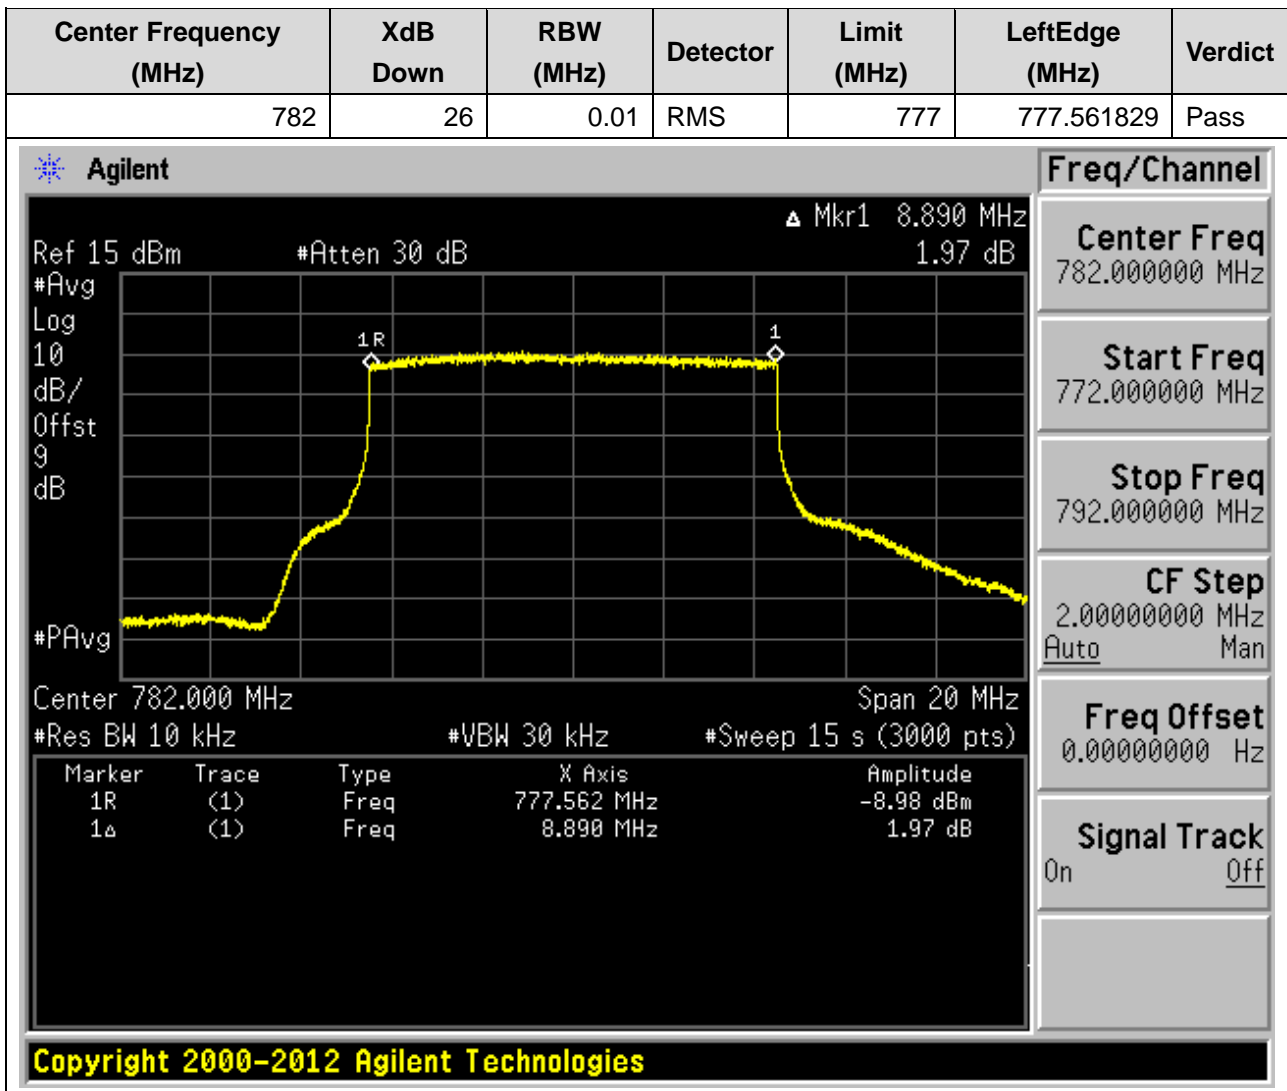 Center Frequency (MHz) XdB Down RBW (MHz) Detector Limit (MHz) LeftEdge (MHz) Verdict
782 26 0.01 RMS 777 777.561829 Pass
Agilent
Freq/Channel
Δ Mkr1 8.890 MHz
Ref 15 dBm #Atten 30 dB 1.97 dB
#Avg
Log
10
dB/
Offst
9
dB
#PAvg
1R
1
Center 782.000 MHz Span 20 MHz
#Res BW 10 kHz #VBW 30 kHz #Sweep 15 s (3000 pts)
Marker Trace Type X Axis Amplitude
1R (1) Freq 777.562 MHz -8.98 dBm
1Δ (1) Freq 8.890 MHz 1.97 dB
Center Freq
782.000000 MHz
Start Freq
772.000000 MHz
Stop Freq
792.000000 MHz
CF Step
2.00000000 MHz
Auto Man
Freq Offset
0.00000000 Hz
Signal Track
On Off
Copyright 2000-2012 Agilent Technologies